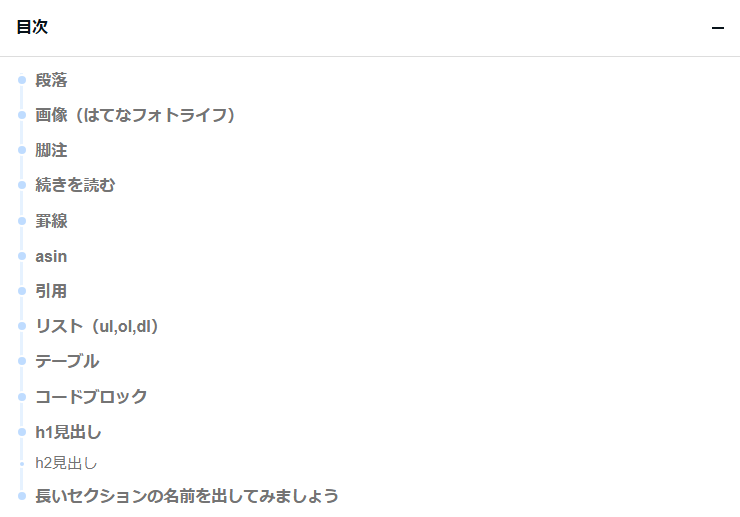 目次
段落
画像（はてなフォトライフ）
脚注
続きを読む
罫線
asin
引用
リスト（ul,ol,dl）
テーブル
コードブロック
h1見出し
h2見出し
長いセクションの名前を出してみましょう